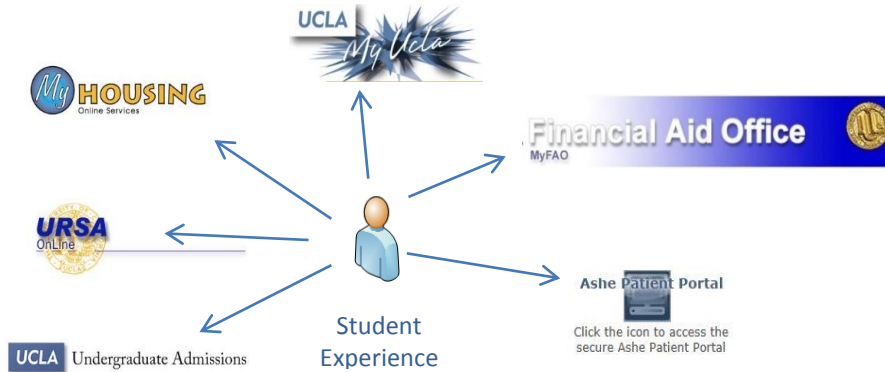 UCLA
My Ucla
My HOUSING
Online Services
Financial Aid Office
MyFAO
URSA
OnLine
Ashe Patient Portal
Click the icon to access the
secure Ashe Patient Portal
Student
Experience
UCLA Undergraduate Admissions